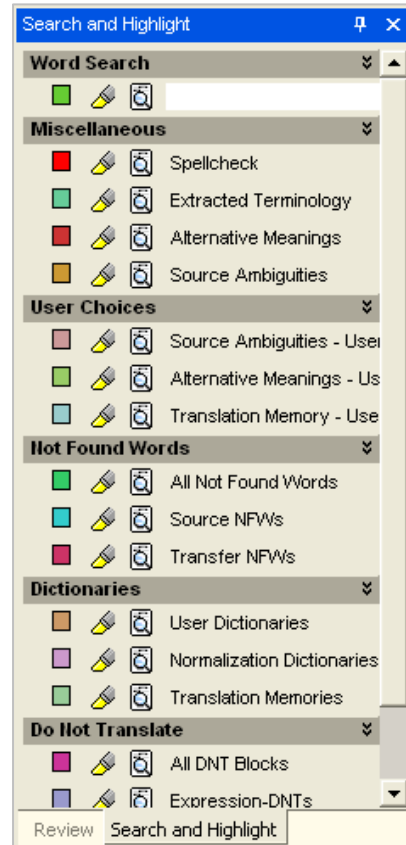 Search and Highlight
Word Search
Miscellaneous
Spellcheck
Extracted Terminology
Alternative Meanings
Source Ambiguities
User Choices
Source Ambiguities - User
Alternative Meanings - Us
Translation Memory - Use
Not Found Words
All Not Found Words
Source NFWs
Transfer NFWs
Dictionaries
User Dictionaries
Normalization Dictionaries
Translation Memories
Do Not Translate
All DNT Blocks
Expression-DNTs
Review Search and Highlight